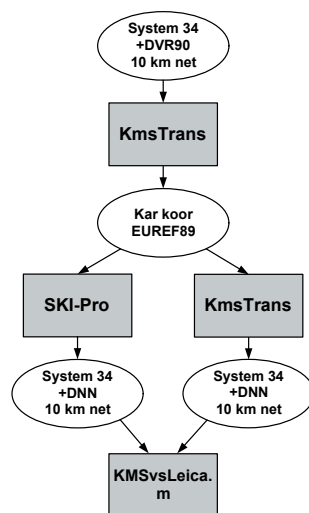 System 34
+DVR90
10 km net
KmsTrans
Kar koor
EUREF89
SKI-Pro
KmsTrans
System 34
+DNN
10 km net
System 34
+DNN
10 km net
KMSvsLeica.
m